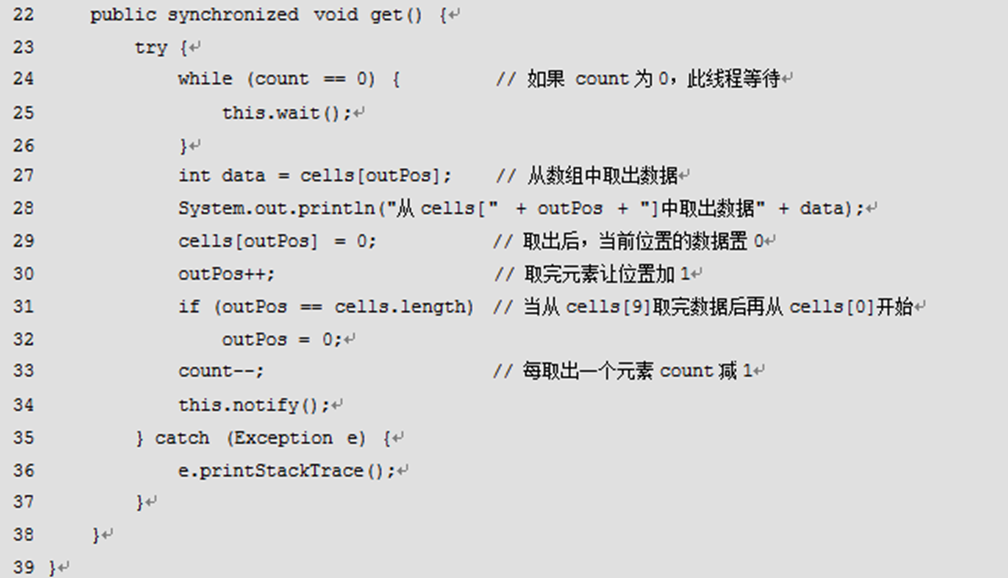 22     public synchronized void get() {↵
23         try {↵
24             while (count == 0) {         // 如果 count 为 0，此线程等待↵
25                 this.wait();↵
26             }↵
27             int data = cells[outPos];    // 从数组中取出数据↵
28             System.out.println("从 cells[" + outPos + "]中取出数据" + data);↵
29             cells[outPos] = 0;           // 取出后，当前位置的数据置 0↵
30             outPos++;                    // 取完元素让位置加 1↵
31             if (outPos == cells.length)  // 当从 cells[9]取完数据后再从 cells[0]开始↵
32                 outPos = 0;↵
33             count--;                     // 每取出一个元素 count 减 1↵
34             this.notify();↵
35         } catch (Exception e) {↵
36             e.printStackTrace();↵
37         }↵
38     }↵
39 }↵